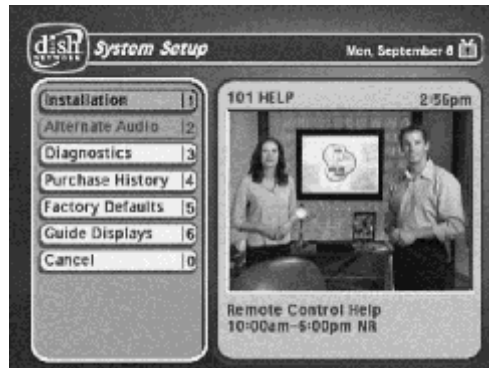 dish
NETWORK
System Setup
Mon, September 8
Installation 1
Alternate Audio 2
Diagnostics 3
Purchase History 4
Factory Defaults 5
Guide Displays 6
Cancel 0
101 HELP 2:56pm
Remote Control Help
10:00am-6:00pm NR